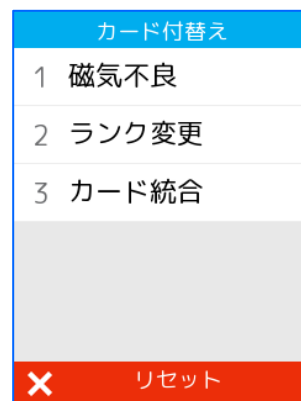 カード付替え
1 磁気不良
2 ランク変更
3 カード統合
リセット